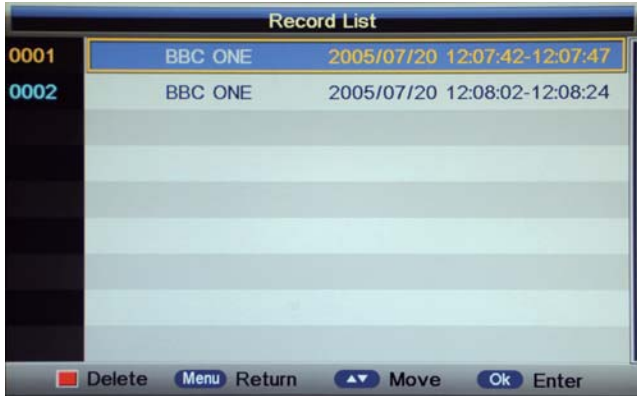 Record List
0001 BBC ONE 2005/07/20 12:07:42-12:07:47
0002 BBC ONE 2005/07/20 12:08:02-12:08:24
Delete Menu Return Move Ok Enter